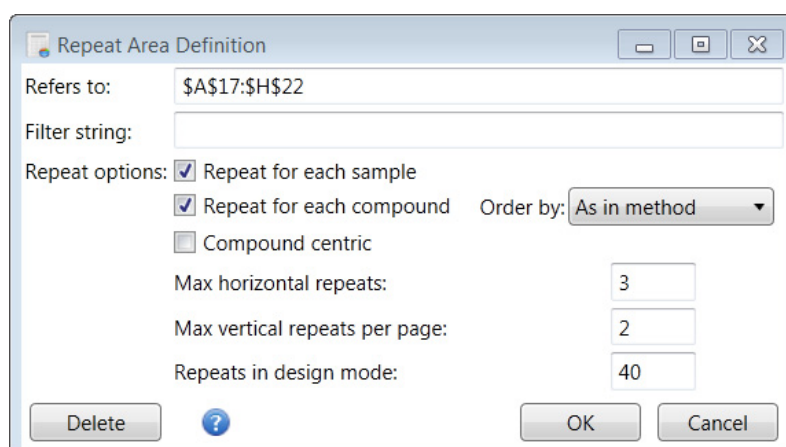 Repeat Area Definition
Refers to: $A$17:$H$22
Filter string:
Repeat options: Repeat for each sample
Repeat for each compound Order by: As in method
Compound centric
Max horizontal repeats: 3
Max vertical repeats per page: 2
Repeats in design mode: 40
Delete ? OK Cancel